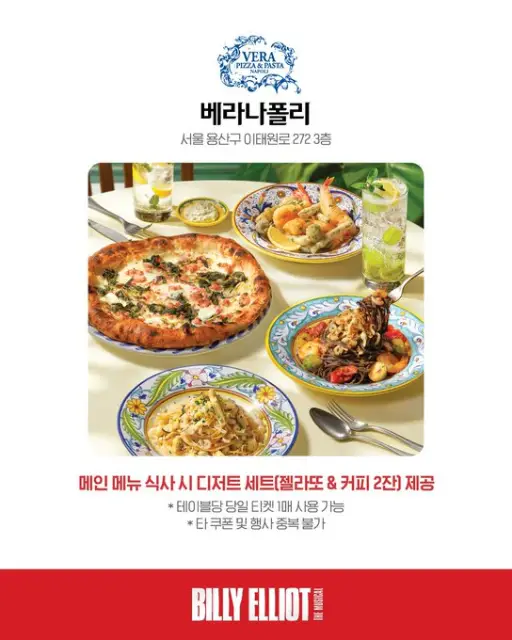 VERA
PIZZA & PASTA
NAPOLI
베라나폴리
서울 용산구 이태원로 272 3층
메인 메뉴 식사 시 디저트 세트(젤라또 & 커피 2잔) 제공
* 테이블당 당일 티켓 1매 사용 가능
* 타 쿠폰 및 행사 중복 불가
BILLY ELLIOT THE MUSICAL